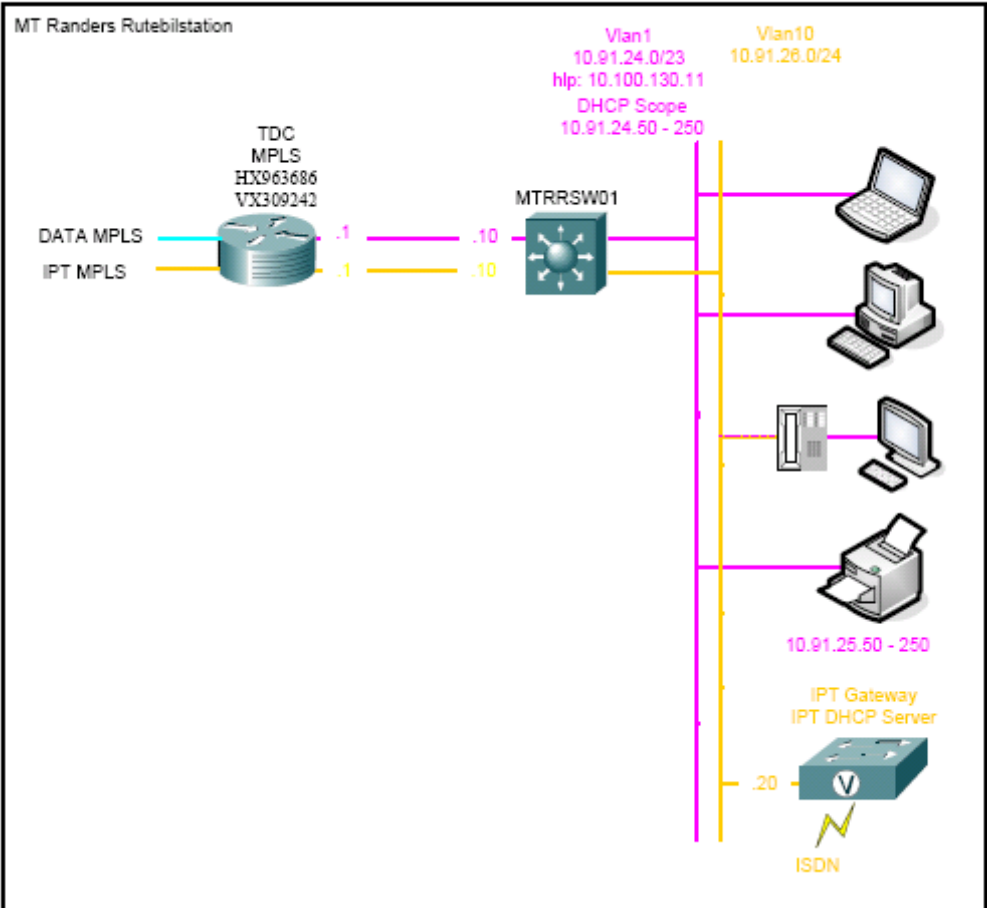 MT Randers Rutebilstation
Vlan1
10.91.24.0/23
hlp: 10.100.130.11
DHCP Scope
10.91.24.50 - 250
Vlan10
10.91.26.0/24
TDC
MPLS
HX963686
VX309242
MTRRSW01
DATA MPLS
.1
.10
IPT MPLS
.1
.10
10.91.25.50 - 250
IPT Gateway
IPT DHCP Server
.20
V
ISDN